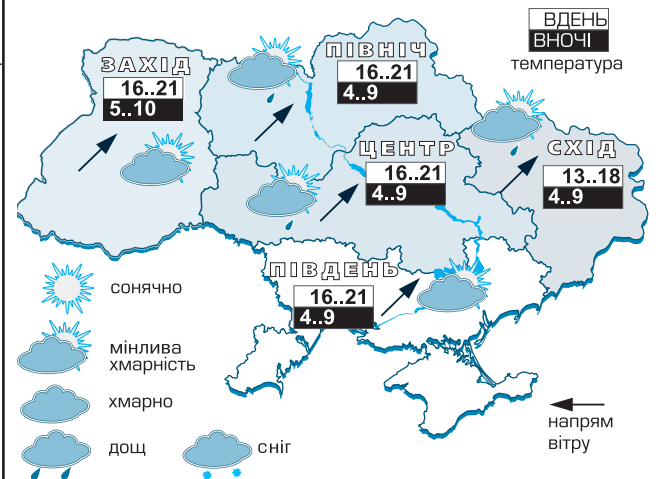 ВДЕНЬ
ВНОЧІ
температура
ЗАХІД
16..21
5..10
ПІВНІЧ
16..21
4..9
ЦЕНТР
16..21
4..9
СХІД
13..18
4..9
ПІВДЕНЬ
16..21
4..9
сонячно
мінлива
хмарність
хмарно
дощ
сніг
напрям
вітру